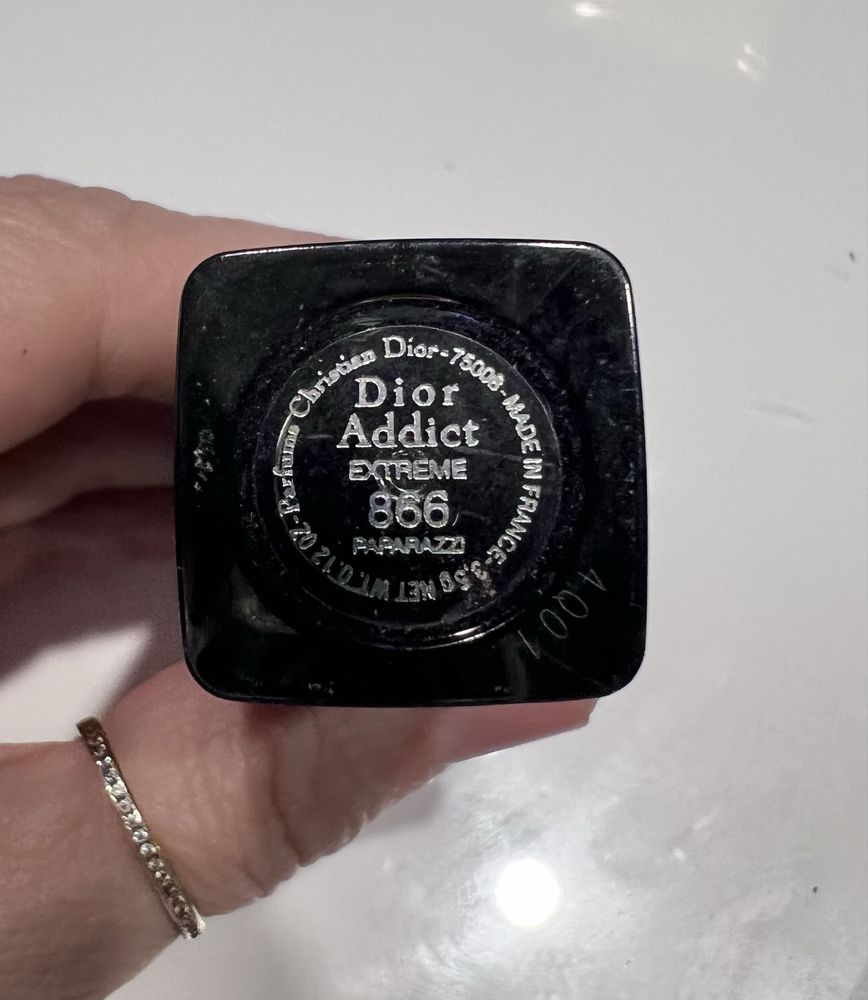 Parfums Christian Dior-75008-MADE IN FRANCE-3,5g NET WT. 0.12 OZ-
Dior
Addict
EXTREME
866
PAPARAZZI
4Q01